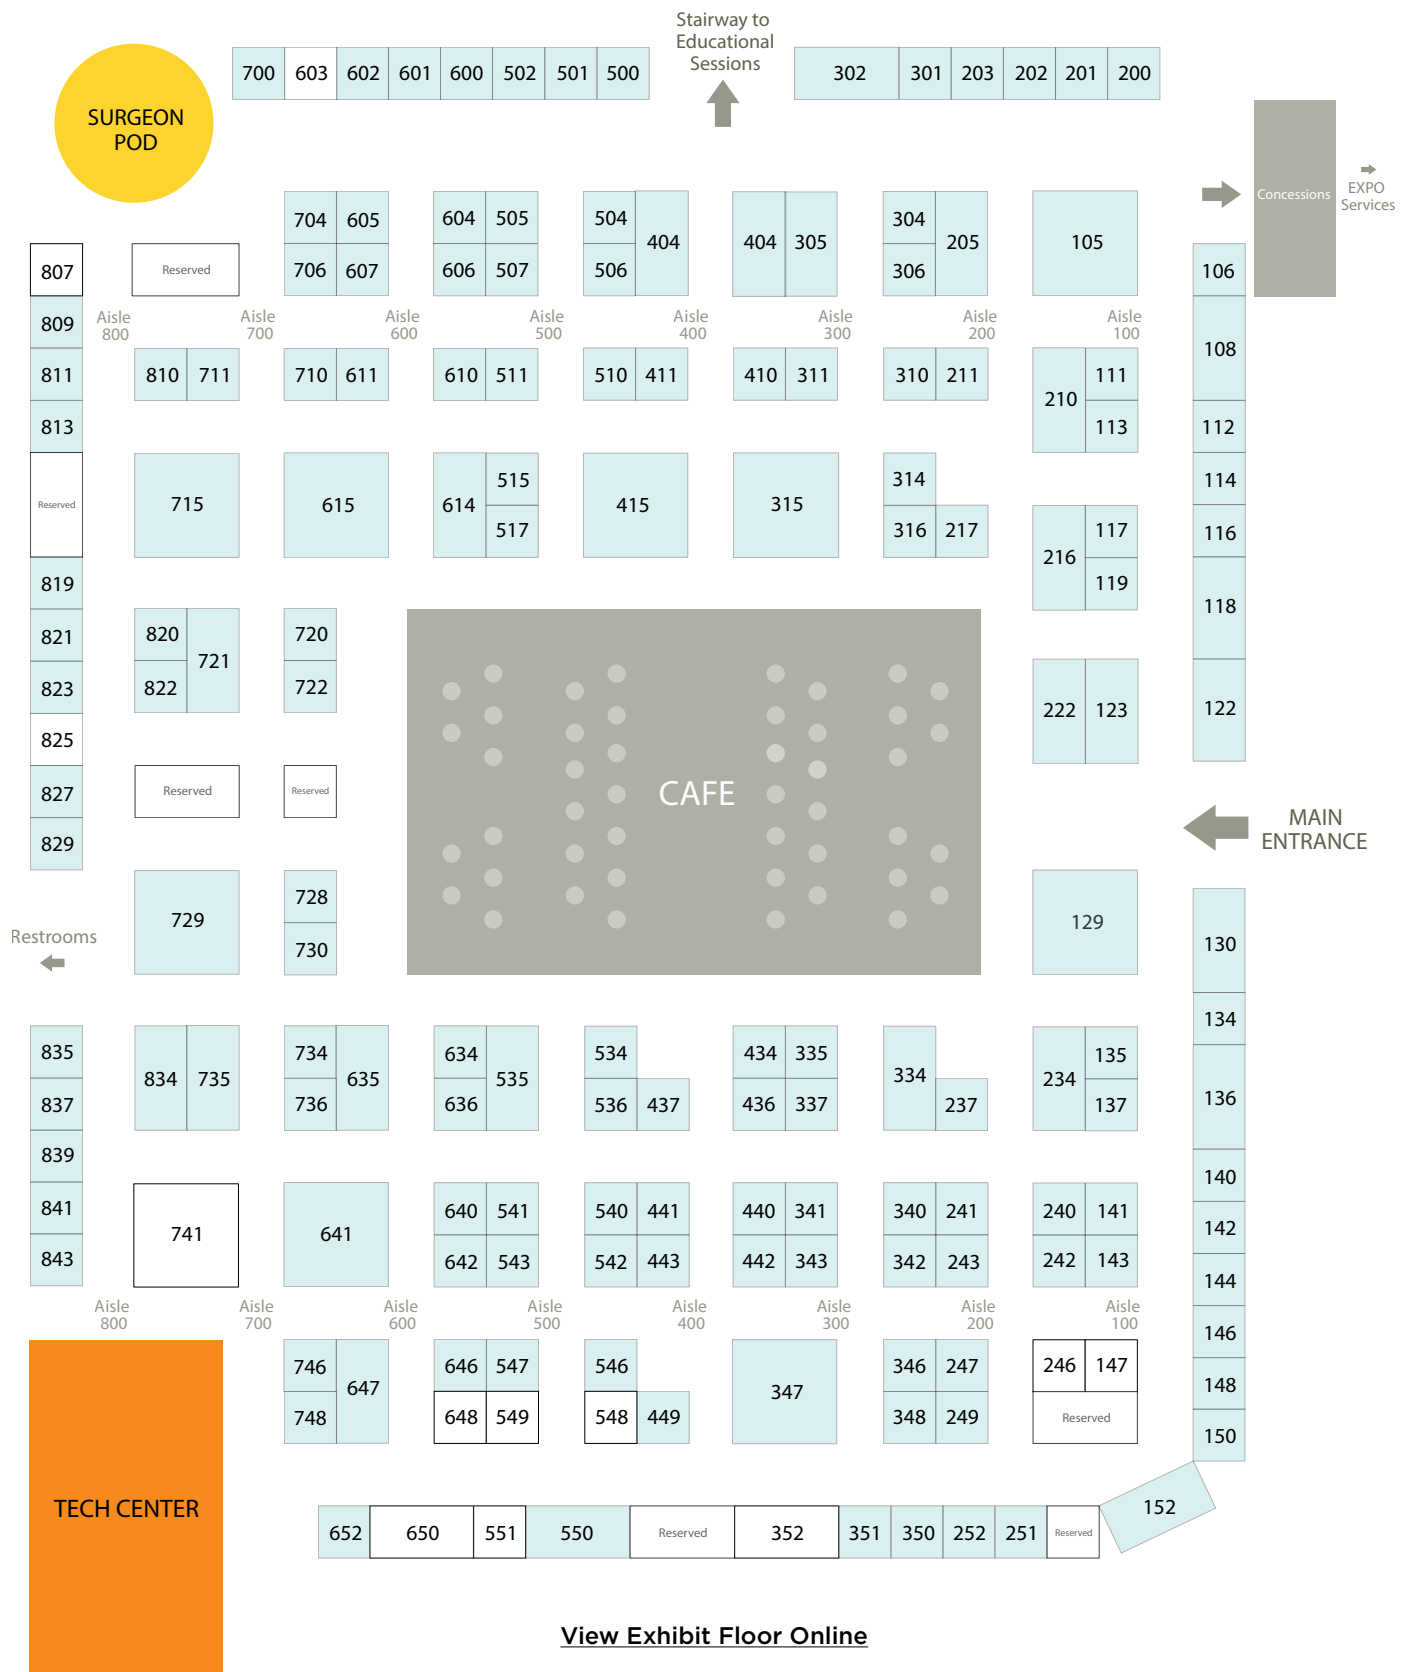 Stairway to
Educational
Sessions
700 603 602 601 600 502 501 500
302 301 203 202 201 200
SURGEON
POD
Concessions
EXPO
Services
704 605 604 505 504 404 404 305 304 205 105
706 607 606 507 506 306
807 Reserved 106
809
Aisle
800
Aisle
700
Aisle
600
Aisle
500
Aisle
400
Aisle
300
Aisle
200
Aisle
100
108
811 810 711 710 611 610 511 510 411 410 311 310 211 210 111
813 113 112
Reserved 715 615 614 515 415 315 314 114
517 316 217 216 117 116
819 119 118
821 820 721 720
823 822 722 222 123 122
825
827 Reserved Reserved CAFE
829
MAIN
ENTRANCE
729 728 129
730 130
Restrooms
134
835 834 735 734 635 634 535 534 434 335 334 234 135
837 736 636 536 437 436 337 237 137 136
839
140
841 741 641 640 541 540 441 440 341 340 241 240 141
142
843 642 543 542 443 442 343 342 243 242 143
144
Aisle
800
Aisle
700
Aisle
600
Aisle
500
Aisle
400
Aisle
300
Aisle
200
Aisle
100
146
746 647 646 547 546 347 346 247 246 147
148
748 648 549 548 449 348 249 Reserved
150
TECH CENTER
152
652 650 551 550 Reserved 352 351 350 252 251 Reserved
View Exhibit Floor Online